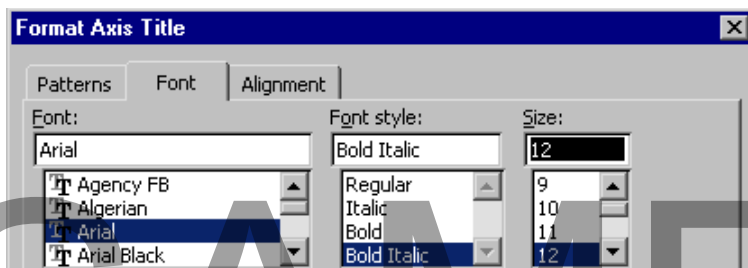 Format Axis Title
Patterns Font Alignment
Font: Font style: Size:
Arial Bold Italic 12
Agency FB Regular 9
Algerian Italic 10
Arial Bold 11
Arial Black Bold Italic 12